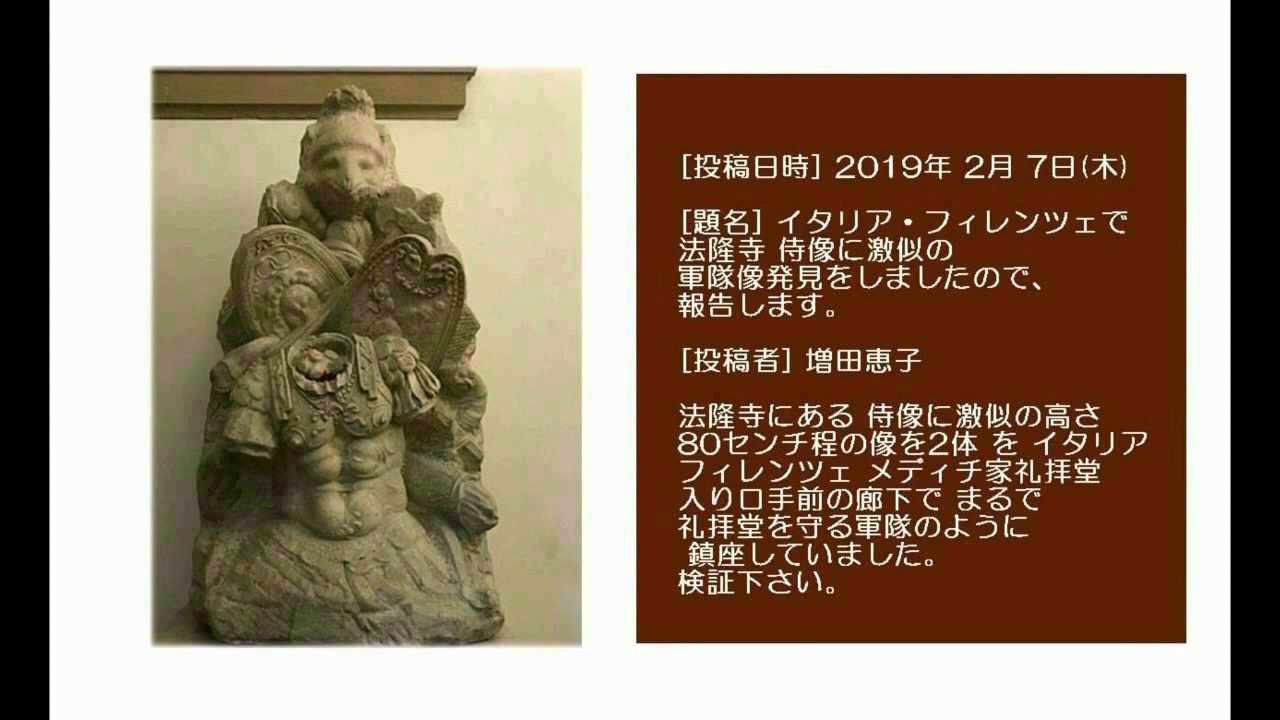 [投稿日時] 2019年 2月 7日(木)
[題名] イタリア・フィレンツェで
法隆寺 侍像に激似の
軍隊像発見をしましたので、
報告します。
[投稿者] 増田恵子
法隆寺にある 侍像に激似の高さ
80センチ程の像を2体 を イタリア
フィレンツェ メディチ家礼拝堂
入り口手前の廊下で まるで
礼拝堂を守る軍隊のように
鎮座していました。
検証下さい。